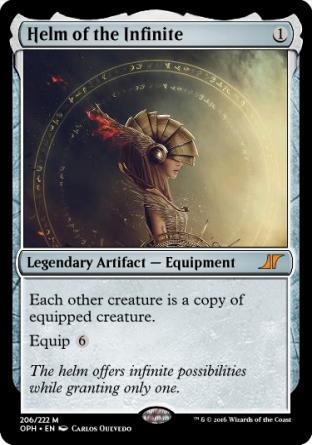 Helm of the Infinite 1
Legendary Artifact — Equipment
Each other creature is a copy of
equipped creature.
Equip 6
The helm offers infinite possibilities
while granting only one.
206/222 M
OPH • EN Carlos Quevedo
™ & © 2016 Wizards of the Coast